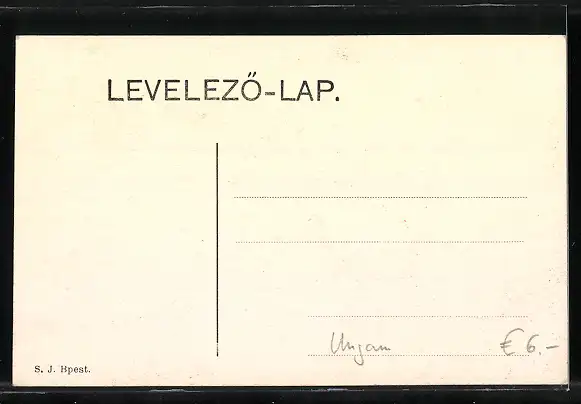 LEVELEZŐ-LAP.
Ungarn
€ 6.–
S. J. Bpest.